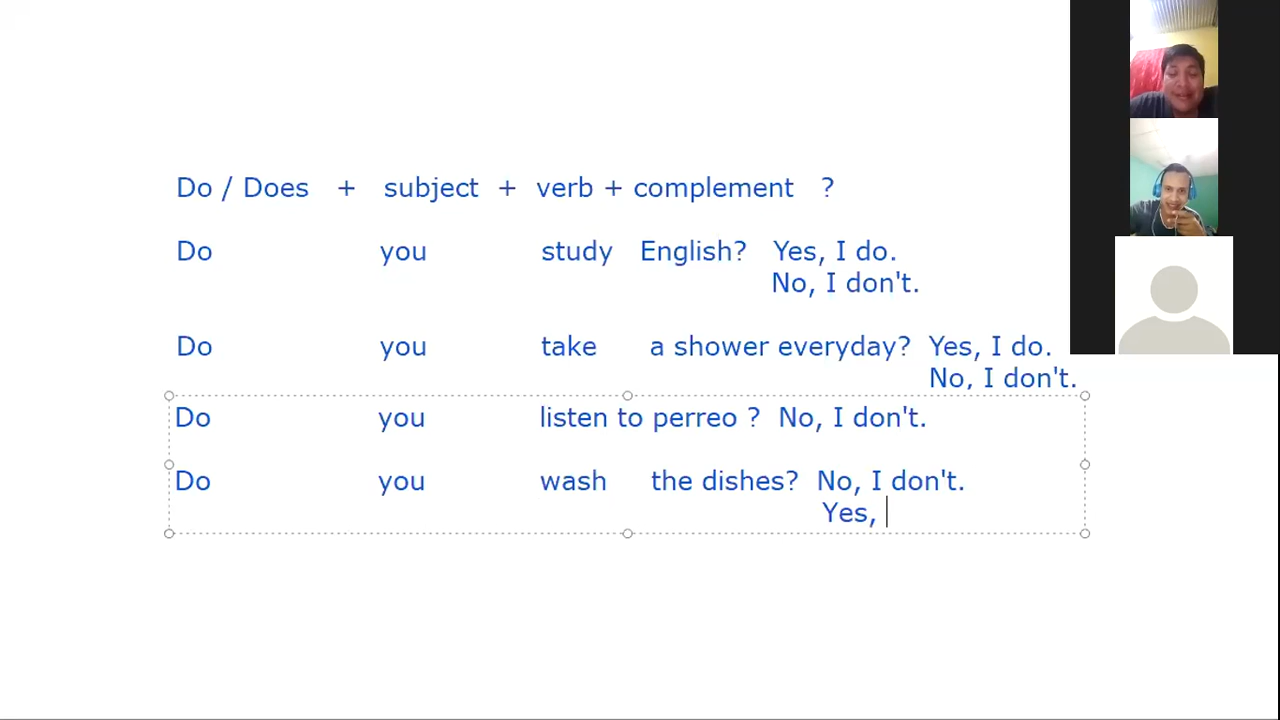 Do / Does + subject + verb + complement ?
Do you study English? Yes, I do.
No, I don't.
Do you take a shower everyday? Yes, I do.
No, I don't.
Do you listen to perreo ? No, I don't.
Do you wash the dishes? No, I don't.
Yes,